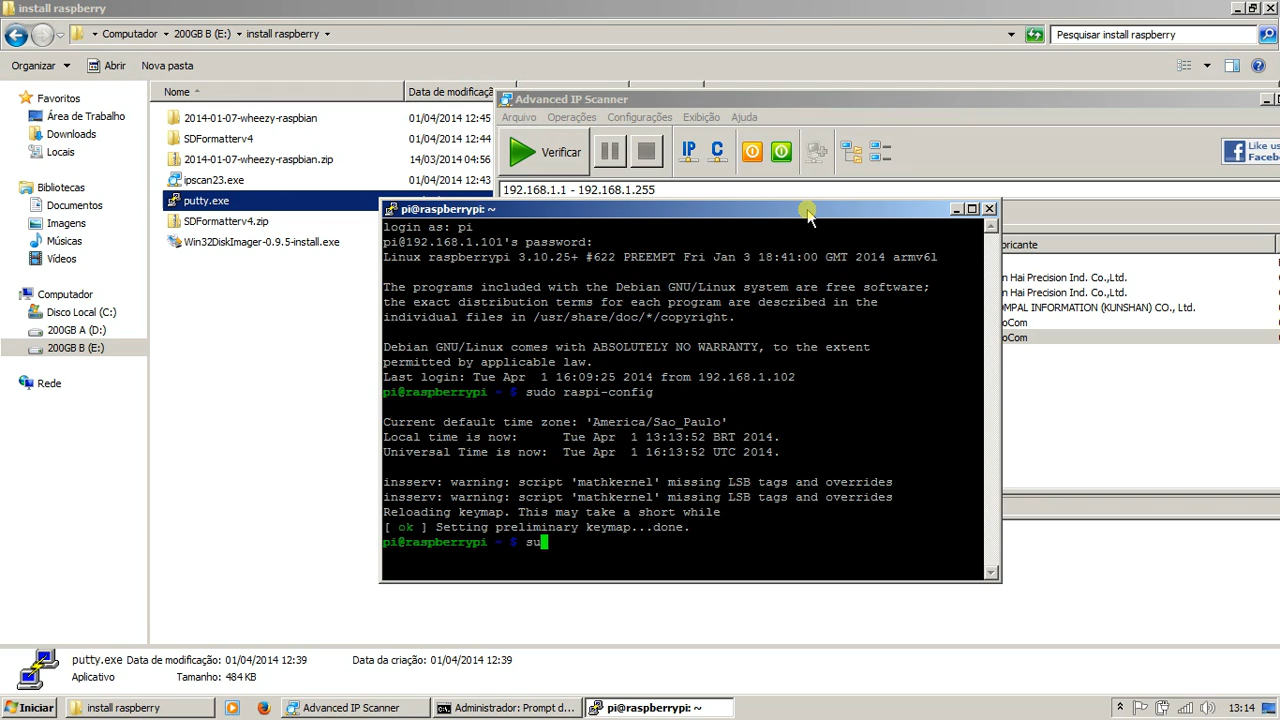 install raspberry
Computador
200GB B (E:)
install raspberry
Pesquisar install raspberry
Organizar
Abrir
Nova pasta
Favoritos
Área de Trabalho
Downloads
Locais
Bibliotecas
Documentos
Imagens
Músicas
Vídeos
Computador
Disco Local (C:)
200GB A (D:)
200GB B (E:)
Rede
Nome
Data de modificaçã
2014-01-07-wheezy-raspbian
01/04/2014 12:45
SDFormatterv4
01/04/2014 12:44
2014-01-07-wheezy-raspbian.zip
14/03/2014 04:56
ipscan23.exe
01/04/2014 12:43
putty.exe
SDFormatterv4.zip
Win32DiskImager-0.9.5-install.exe
Advanced IP Scanner
Arquivo
Operações
Configurações
Exibição
Ajuda
Verificar
IP
C
Like us
Faceb
192.168.1.1 - 192.168.1.255
abricante
n Hai Precision Ind. Co.,Ltd.
n Hai Precision Ind. Co.,Ltd.
MPAL INFORMATION (KUNSHAN) CO., Ltd.
oCom
oCom
pi@raspberrypi: ~
login as: pi
pi@192.168.1.101's password:
Linux raspberrypi 3.10.25+ #622 PREEMPT Fri Jan 3 18:41:00 GMT 2014 armv6l
The programs included with the Debian GNU/Linux system are free software;
the exact distribution terms for each program are described in the
individual files in /usr/share/doc/*/copyright.
Debian GNU/Linux comes with ABSOLUTELY NO WARRANTY, to the extent
permitted by applicable law.
Last login: Tue Apr  1 16:09:25 2014 from 192.168.1.102
pi@raspberrypi ~ $ sudo raspi-config
Current default time zone: 'America/Sao_Paulo'
Local time is now:      Tue Apr  1 13:13:52 BRT 2014.
Universal Time is now:  Tue Apr  1 16:13:52 UTC 2014.
insserv: warning: script 'mathkernel' missing LSB tags and overrides
insserv: warning: script 'mathkernel' missing LSB tags and overrides
Reloading keymap. This may take a short while
[ ok ] Setting preliminary keymap...done.
pi@raspberrypi ~ $ su
putty.exe Data de modificação: 01/04/2014 12:39
Data da criação: 01/04/2014 12:39
Aplicativo
Tamanho: 484 KB
Iniciar
install raspberry
Advanced IP Scanner
Administrador: Prompt d...
pi@raspberrypi: ~
13:14